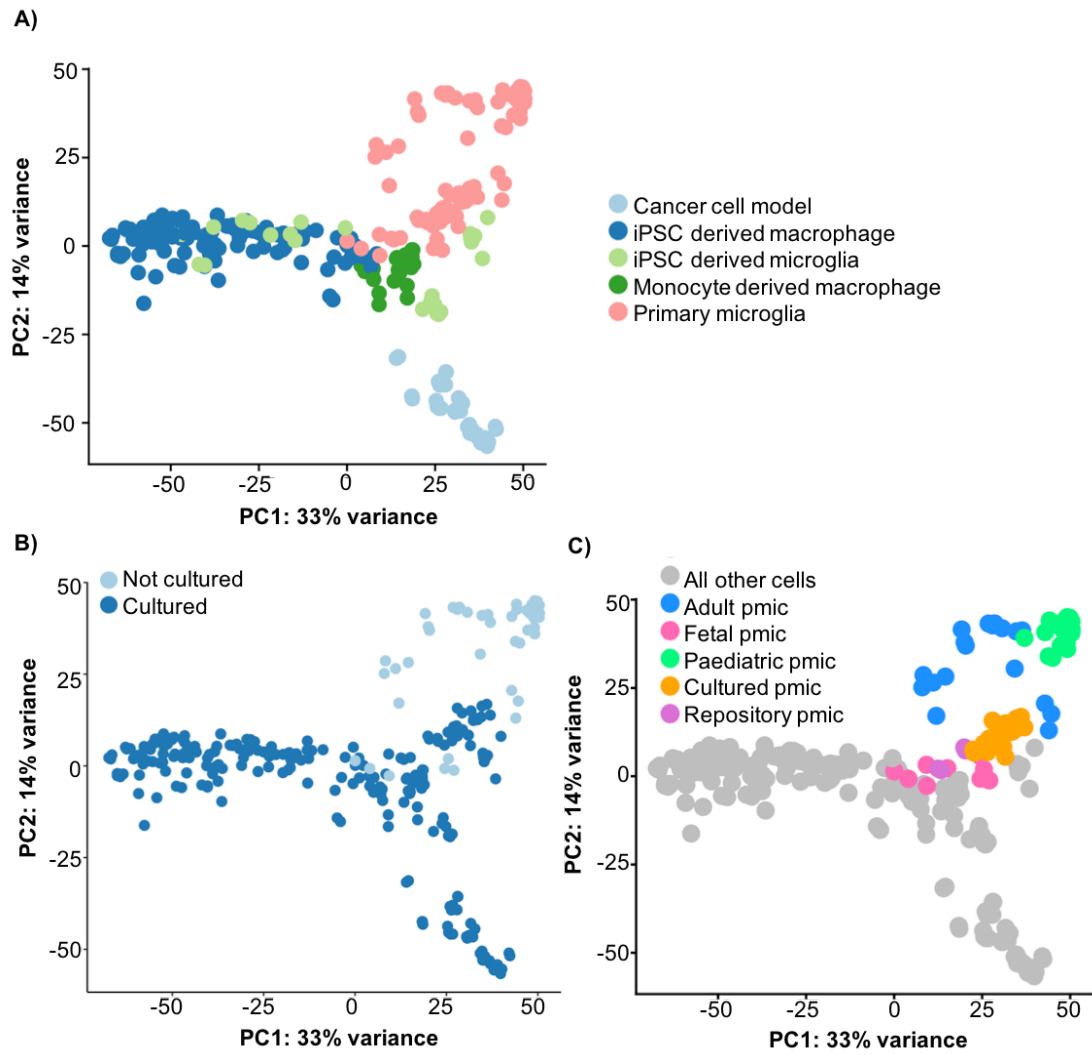 A)
50
25
0
-25
-50
PC2: 14% variance
-50
-25
0
25
50
PC1: 33% variance
Cancer cell model
iPSC derived macrophage
iPSC derived microglia
Monocyte derived macrophage
Primary microglia
B)
Not cultured
Cultured
50
25
0
-25
-50
PC2: 14% variance
-50
-25
0
25
50
PC1: 33% variance
C)
All other cells
Adult pmic
Fetal pmic
Paediatric pmic
Cultured pmic
Repository pmic
50
25
0
-25
-50
PC2: 14% variance
-50
-25
0
25
50
PC1: 33% variance